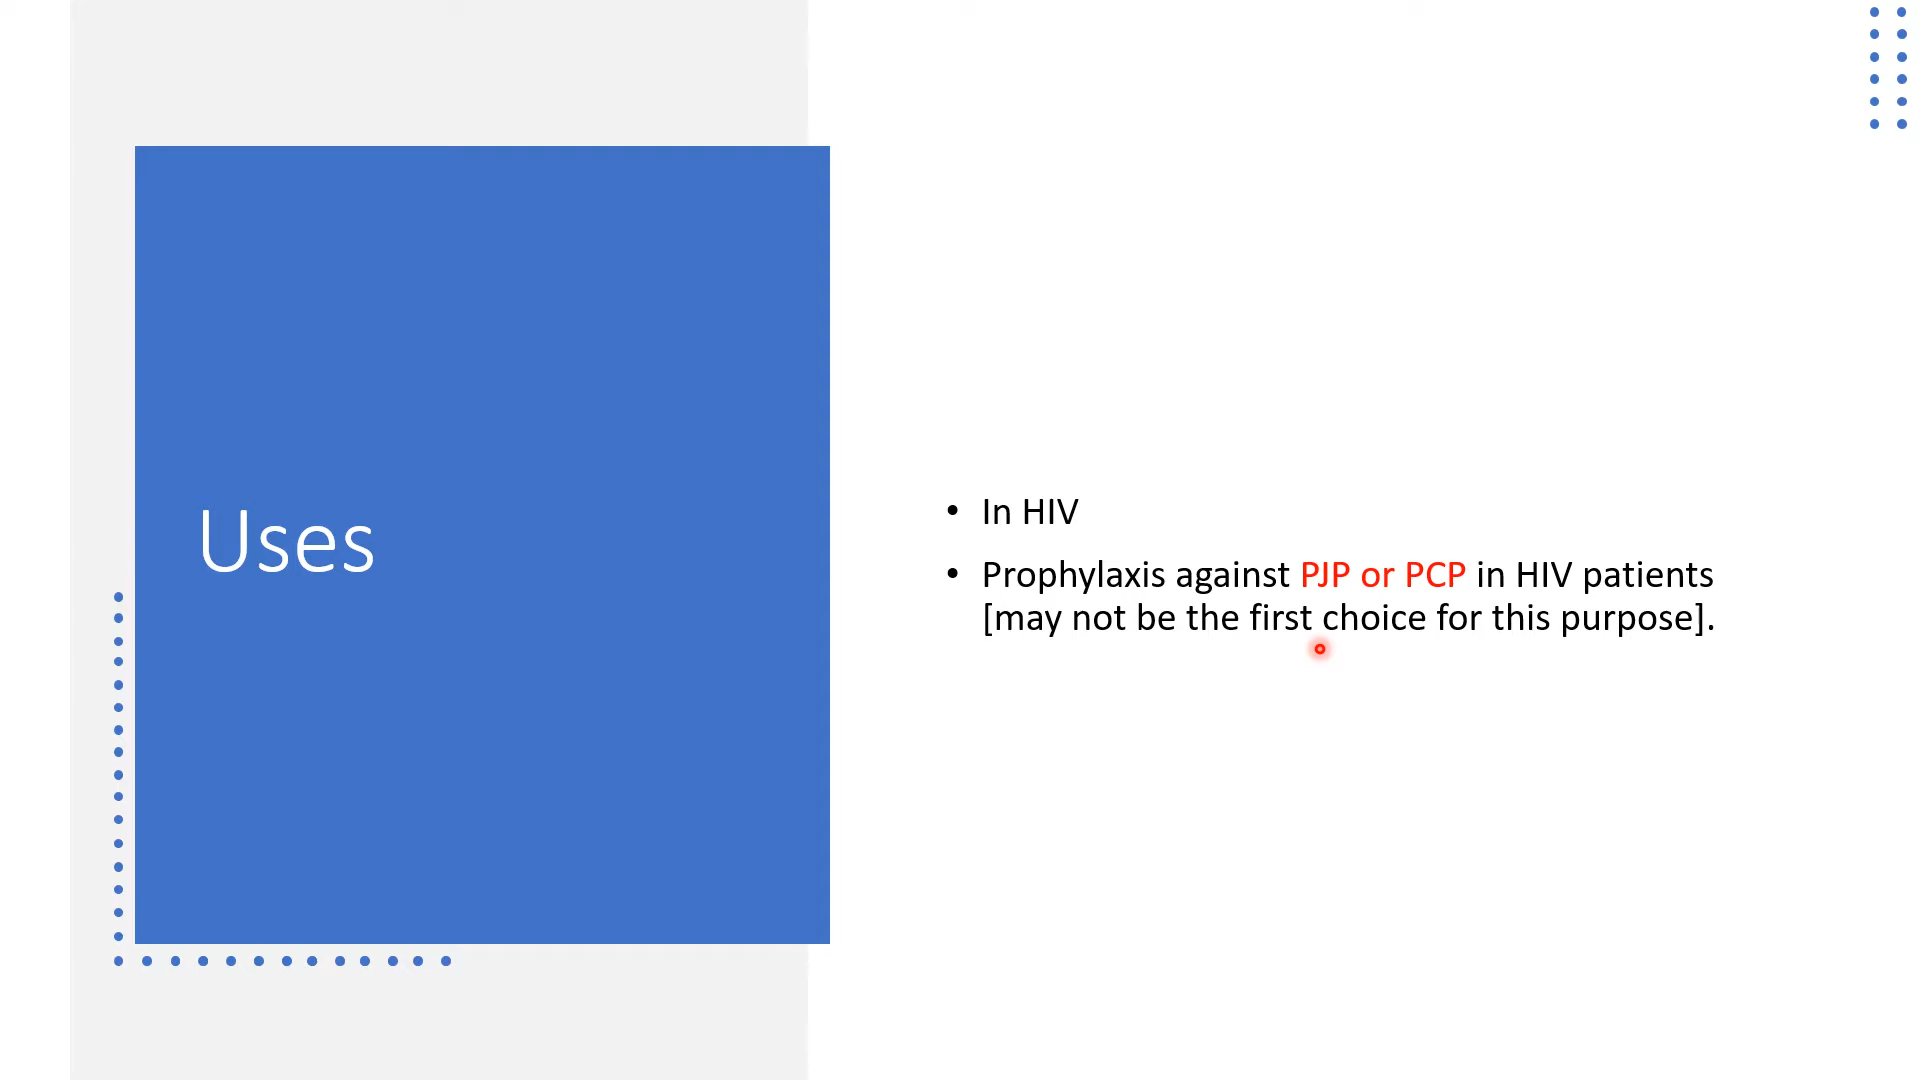 Uses
• In HIV
• Prophylaxis against PJP or PCP in HIV patients
[may not be the first choice for this purpose].